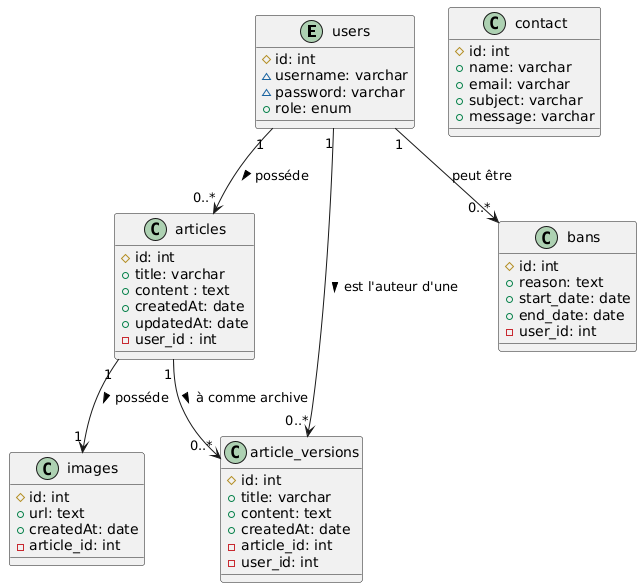 E users
id: int
username: varchar
password: varchar
role: enum
C contact
id: int
name: varchar
email: varchar
subject: varchar
message: varchar
1
1
1
posséde
peut être
0..*
0..*
C articles
id: int
title: varchar
content : text
createdAt: date
updatedAt: date
user_id : int
C bans
id: int
reason: text
start_date: date
end_date: date
user_id: int
est l'auteur d'une
1
1
posséde
à comme archive
0..*
1
0..*
C images
id: int
url: text
createdAt: date
article_id: int
C article_versions
id: int
title: varchar
content: text
createdAt: date
article_id: int
user_id: int